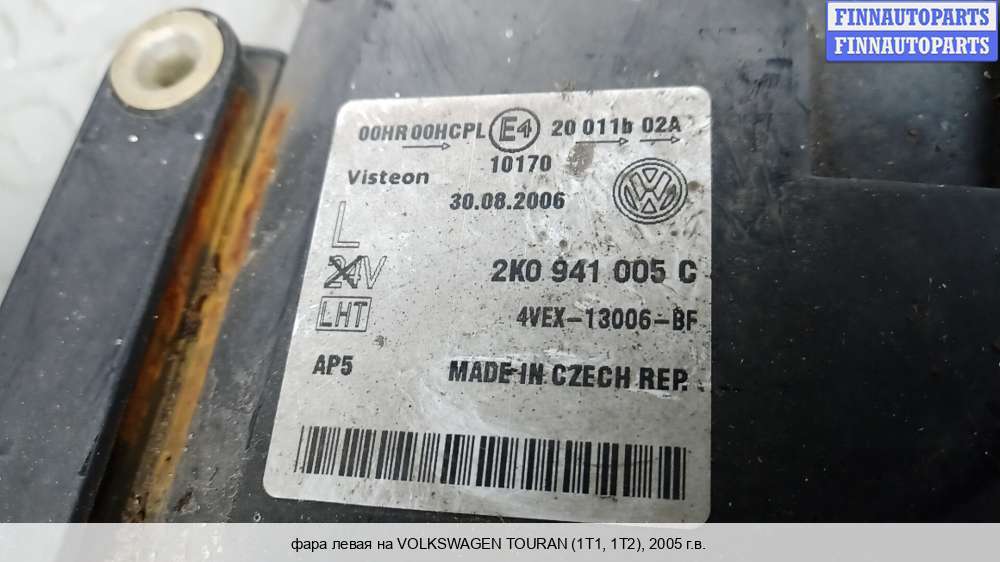 FINNAUTOPARTS
FINNAUTOPARTS
00HR 00HCPL E4 20 011b 02A
10170
Visteon
30.08.2006
L
24V
2K0 941 005 C
LHT
4VEX-13006-BF
AP5
MADE IN CZECH REP.
фара левая на VOLKSWAGEN TOURAN (1T1, 1T2), 2005 г.в.